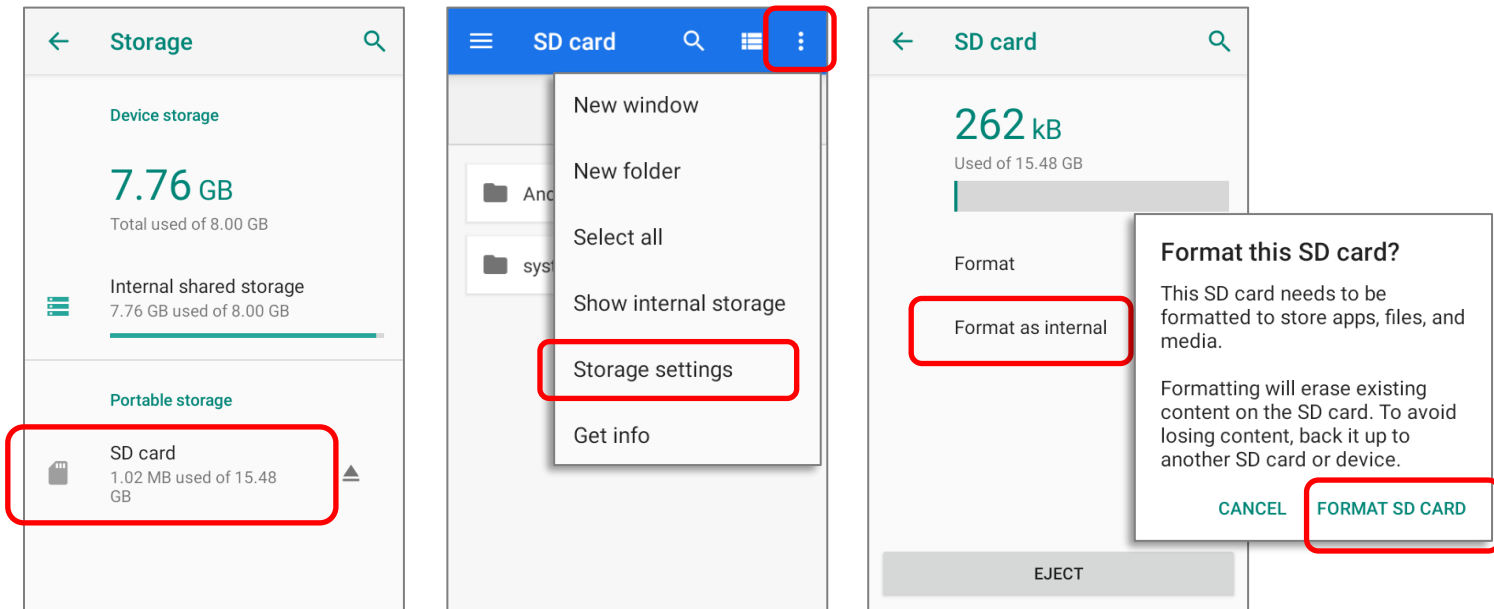 Storage
Device storage
7.76 GB
Total used of 8.00 GB
Internal shared storage
7.76 GB used of 8.00 GB
Portable storage
SD card
1.02 MB used of 15.48
GB
SD card
New window
New folder
Select all
Show internal storage
Storage settings
Get info
And
syst
SD card
262 kB
Used of 15.48 GB
Format
Format as internal
EJECT
Format this SD card?
This SD card needs to be
formatted to store apps, files, and
media.
Formatting will erase existing
content on the SD card. To avoid
losing content, back it up to
another SD card or device.
CANCEL FORMAT SD CARD